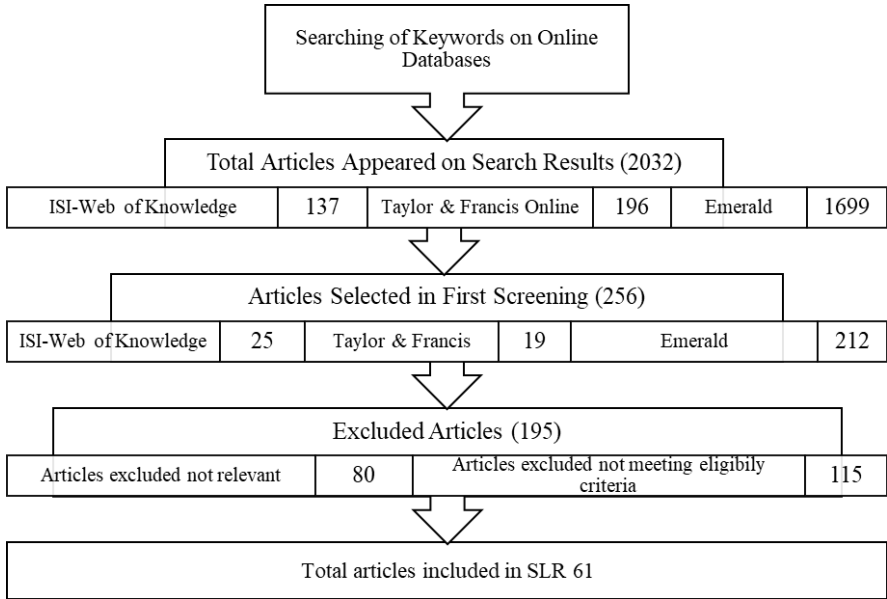 Searching of Keywords on Online
Databases
Total Articles Appeared on Search Results (2032)
ISI-Web of Knowledge 137 Taylor & Francis Online 196 Emerald 1699
Articles Selected in First Screening (256)
ISI-Web of Knowledge 25 Taylor & Francis 19 Emerald 212
Excluded Articles (195)
Articles excluded not relevant 80 Articles excluded not meeting eligibily
criteria 115
Total articles included in SLR 61